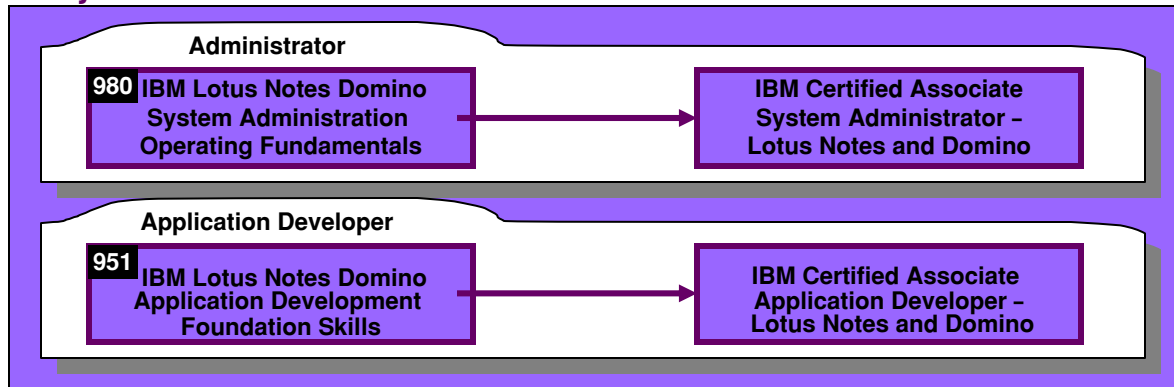 Administrator
980 IBM Lotus Notes Domino
System Administration
Operating Fundamentals
IBM Certified Associate
System Administrator –
Lotus Notes and Domino
Application Developer
951
IBM Lotus Notes Domino
Application Development
Foundation Skills
IBM Certified Associate
Application Developer –
Lotus Notes and Domino